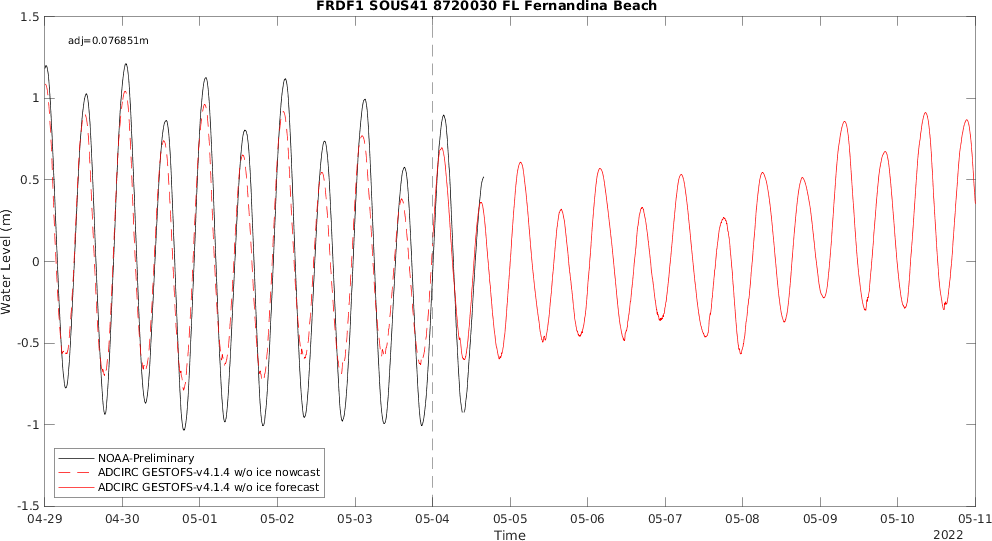 FRDF1 SOUS41 8720030 FL Fernandina Beach
adj=0.076851m
1.5
1
0.5
0
-0.5
-1
-1.5
Water Level (m)
NOAA-Preliminary
ADCIRC GESTOFS-v4.1.4 w/o ice nowcast
ADCIRC GESTOFS-v4.1.4 w/o ice forecast
04-29 04-30 05-01 05-02 05-03 05-04 05-05 05-06 05-07 05-08 05-09 05-10 05-11
Time
2022